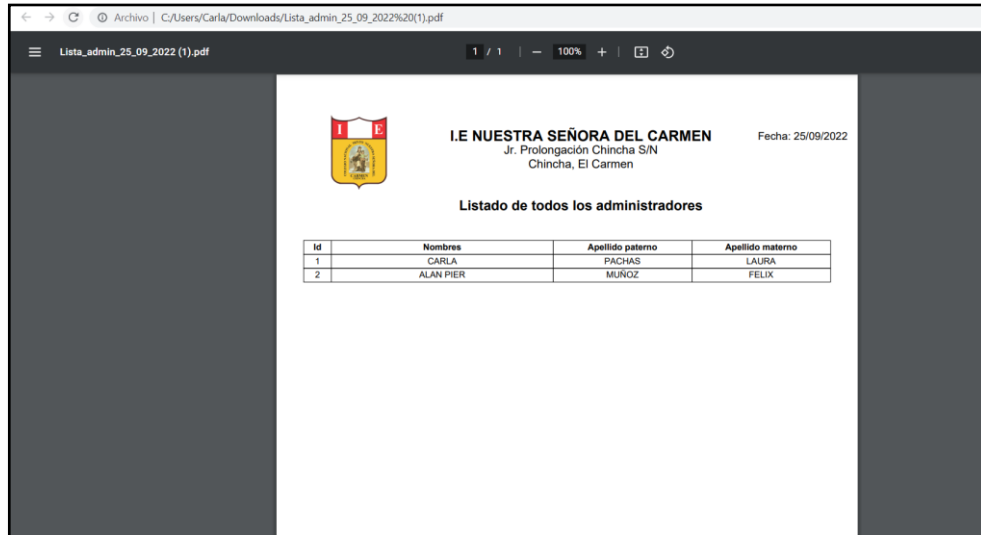 Archivo | C:/Users/Carla/Downloads/Lista_admin_25_09_2022%20(1).pdf
Lista_admin_25_09_2022 (1).pdf 1 / 1 | − 100% + |
I E
I.E NUESTRA SEÑORA DEL CARMEN Fecha: 25/09/2022
Jr. Prolongación Chincha S/N
Chincha, El Carmen
Listado de todos los administradores
Id Nombres Apellido paterno Apellido materno
1 CARLA PACHAS LAURA
2 ALAN PIER MUÑOZ FELIX